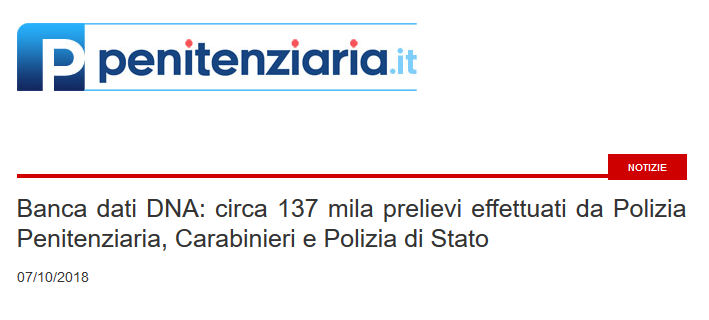 P penitenziaria.it
NOTIZIE
Banca dati DNA: circa 137 mila prelievi effettuati da Polizia
Penitenziaria, Carabinieri e Polizia di Stato
07/10/2018